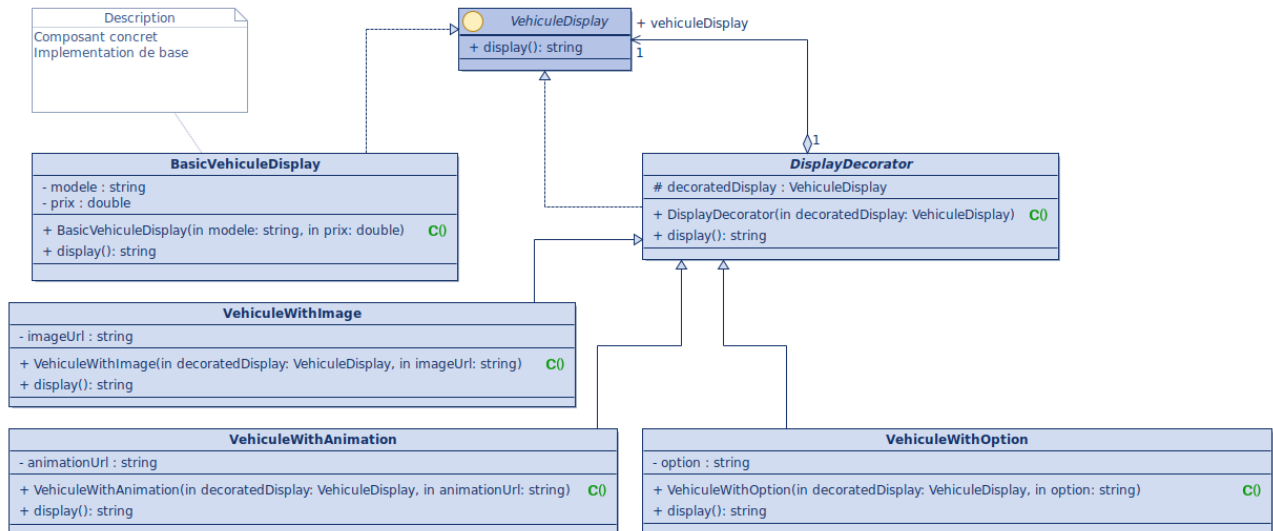 Description
Composant concret
Implementation de base
VehiculeDisplay
+ display(): string
+ vehiculeDisplay
1
1
BasicVehiculeDisplay
- modele : string
- prix : double
+ BasicVehiculeDisplay(in modele: string, in prix: double) C()
+ display(): string
DisplayDecorator
# decoratedDisplay : VehiculeDisplay
+ DisplayDecorator(in decoratedDisplay: VehiculeDisplay) C()
+ display(): string
VehiculeWithImage
- imageUrl : string
+ VehiculeWithImage(in decoratedDisplay: VehiculeDisplay, in imageUrl: string) C()
+ display(): string
VehiculeWithAnimation
- animationUrl : string
+ VehiculeWithAnimation(in decoratedDisplay: VehiculeDisplay, in animationUrl: string) C()
+ display(): string
VehiculeWithOption
- option : string
+ VehiculeWithOption(in decoratedDisplay: VehiculeDisplay, in option: string) C()
+ display(): string